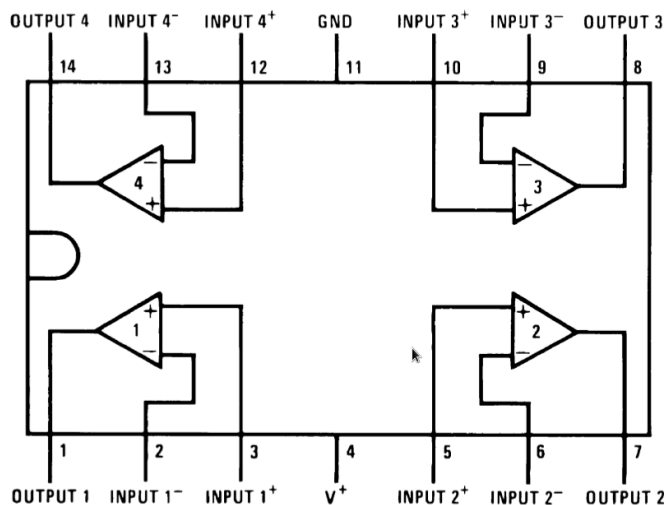 OUTPUT 4 INPUT 4⁻ INPUT 4⁺ GND INPUT 3⁺ INPUT 3⁻ OUTPUT 3
14 13 12 11 10 9 8
− −
4 3
+ +
+ +
1 2
− −
1 2 3 4 5 6 7
OUTPUT 1 INPUT 1⁻ INPUT 1⁺ V⁺ INPUT 2⁺ INPUT 2⁻ OUTPUT 2